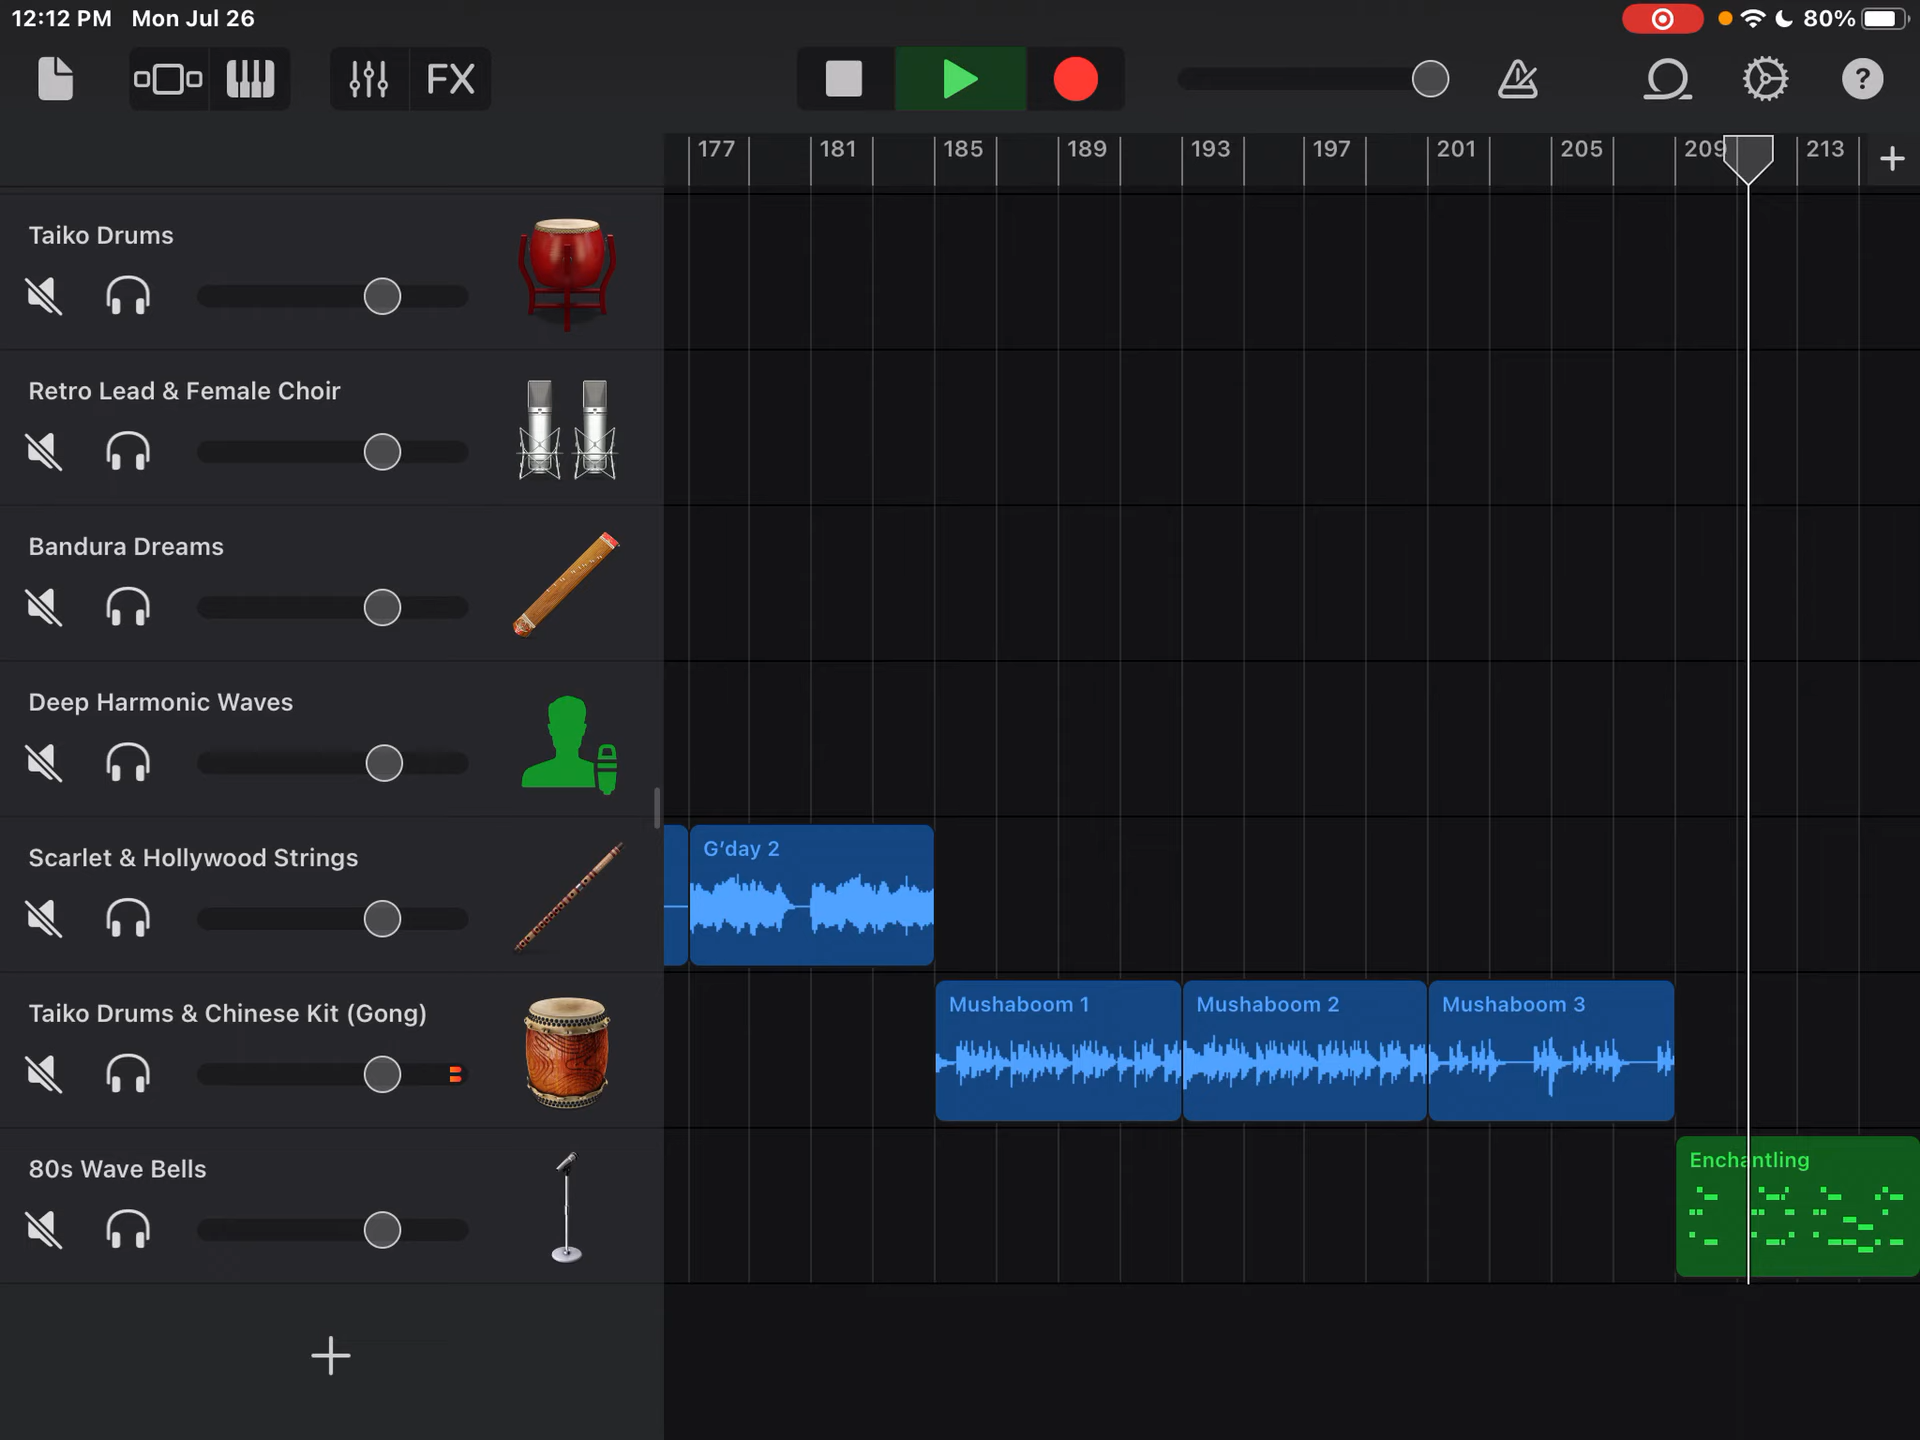 12:12 PM Mon Jul 26
80%
FX
?
177 181 185 189 193 197 201 205 209 213
Taiko Drums
Retro Lead & Female Choir
Bandura Dreams
Deep Harmonic Waves
Scarlet & Hollywood Strings
G'day 2
Taiko Drums & Chinese Kit (Gong)
Mushaboom 1
Mushaboom 2
Mushaboom 3
80s Wave Bells
Enchantling